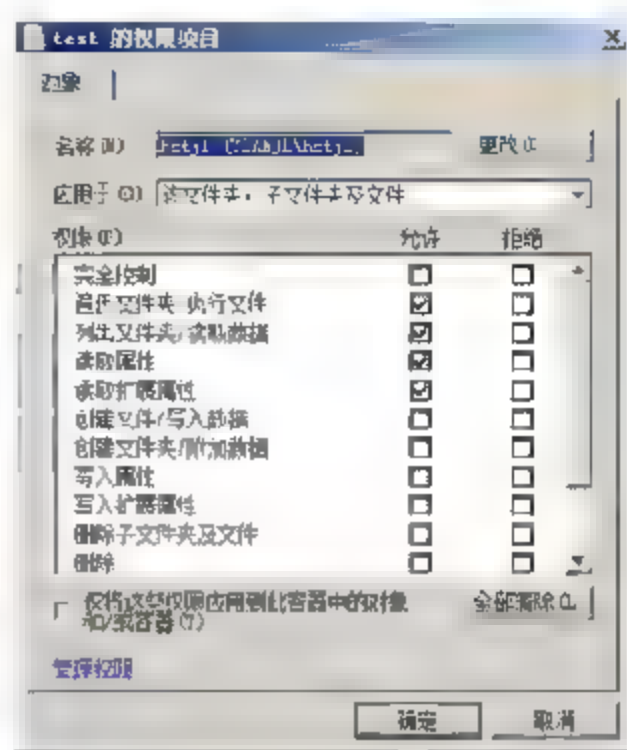 test 的权限项目
对象
名称(N)
更改(C
应用于(O) 该文件夹，子文件夹及文件
权限(P) 允许 拒绝
完全控制
遍历文件夹/执行文件
列出文件夹/读取数据
读取属性
读取扩展属性
创建文件/写入数据
创建文件夹/附加数据
写入属性
写入扩展属性
删除子文件夹及文件
删除
仅将这些权限应用到此容器中的对象
和/或容器(T)
全部清除(L
管理权限
确定 取消